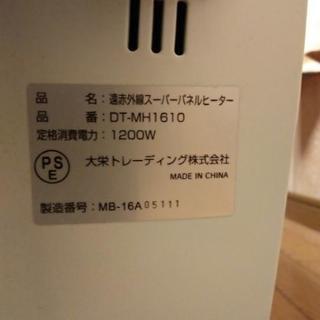 品　　名：遠赤外線スーパーパネルヒーター
品　　番：DT-MH1610
定格消費電力：1200W
PS
E
大栄トレーディング株式会社
MADE IN CHINA
製造番号：MB-16A05111